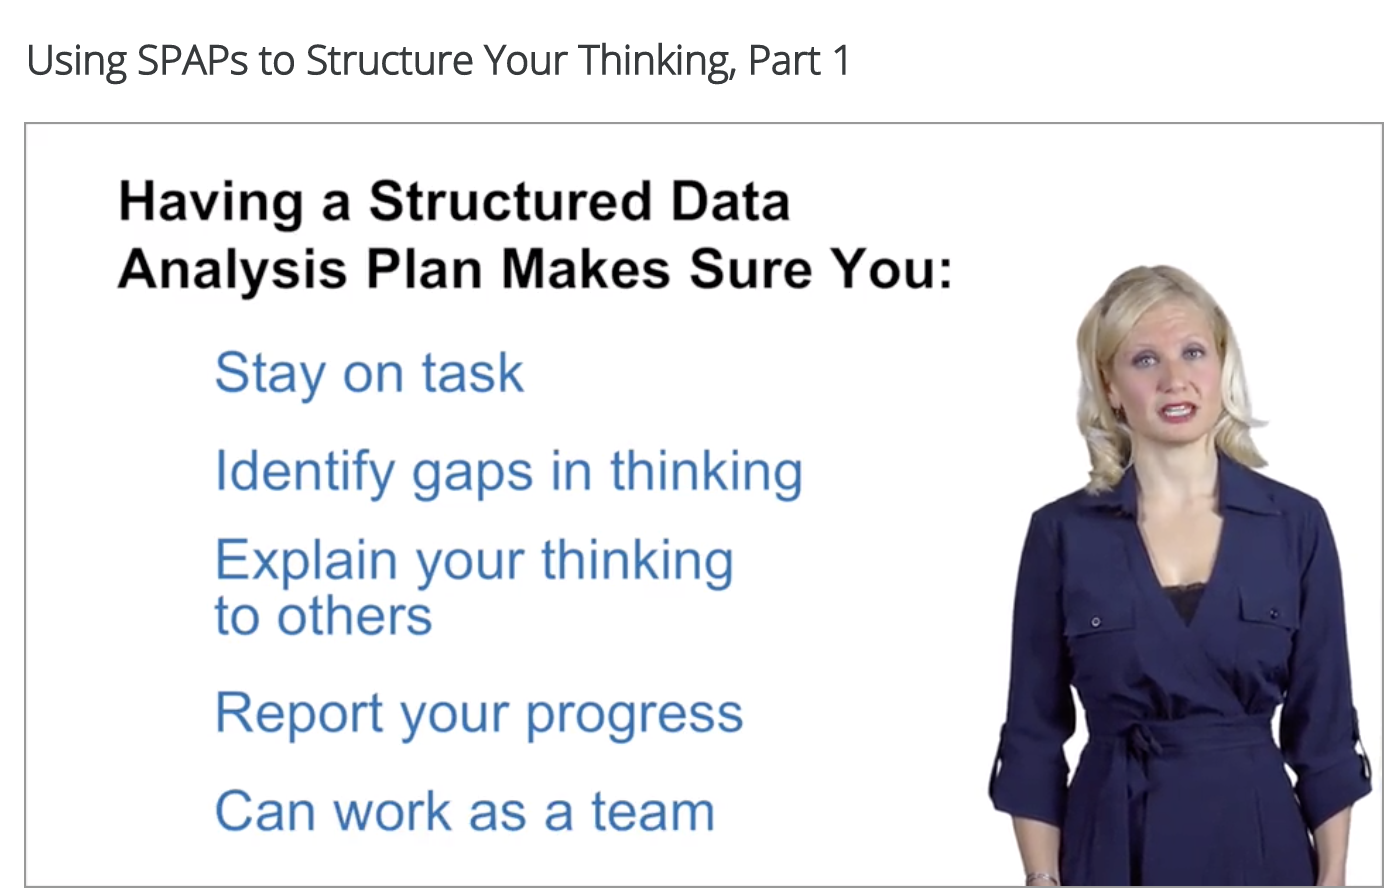 Using SPAPs to Structure Your Thinking, Part 1
Having a Structured Data
Analysis Plan Makes Sure You:
Stay on task
Identify gaps in thinking
Explain your thinking
to others
Report your progress
Can work as a team